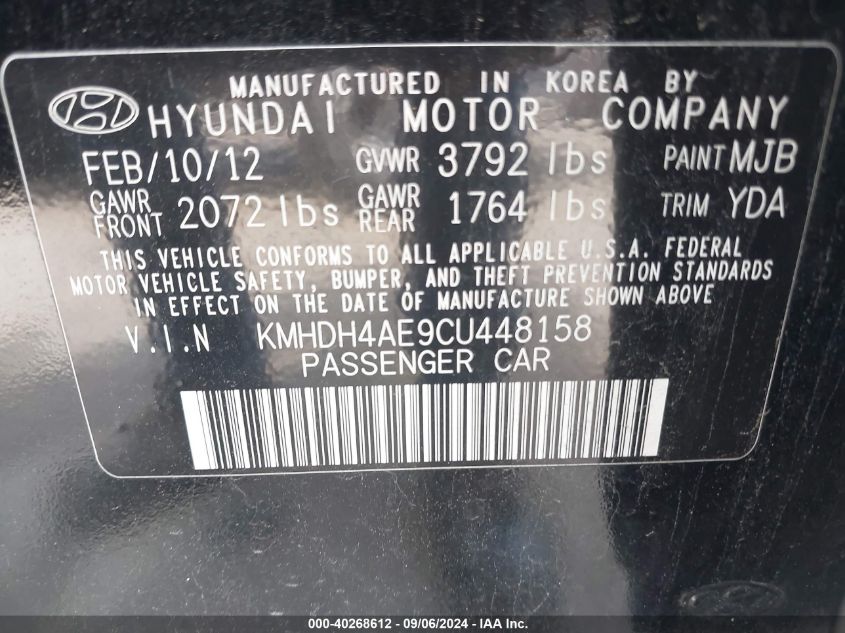 MANUFACTURED IN KOREA BY
HYUNDAI MOTOR COMPANY
FEB/10/12 GVWR 3792 lbs PAINT MJB
GAWR FRONT 2072 lbs GAWR REAR 1764 lbs TRIM YDA
THIS VEHICLE CONFORMS TO ALL APPLICABLE U.S.A. FEDERAL
MOTOR VEHICLE SAFETY, BUMPER, AND THEFT PREVENTION STANDARDS
IN EFFECT ON THE DATE OF MANUFACTURE SHOWN ABOVE
V.I.N KMHDH4AE9CU448158
PASSENGER CAR
000-40268612 - 09/06/2024 - IAA Inc.